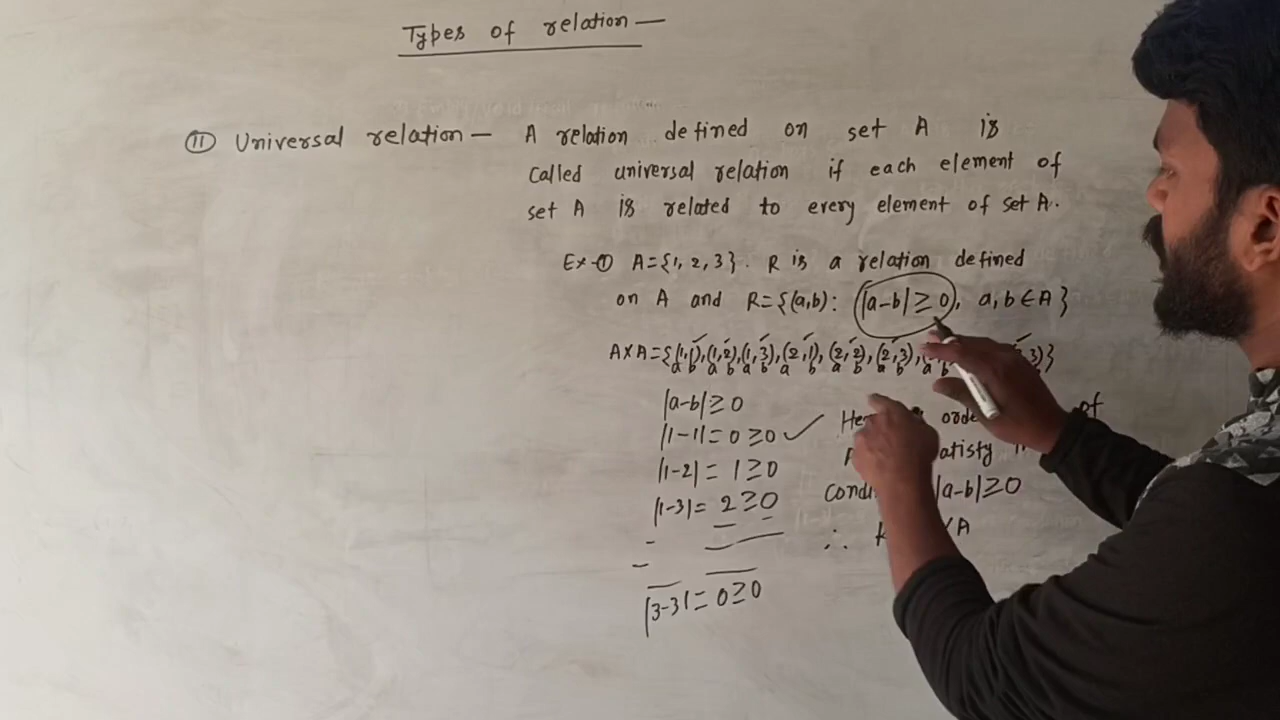 Types of relation —
(II) Universal relation — A relation defined on set A is
called universal relation if each element of
set A is related to every element of set A.
Ex-① A={1, 2, 3}. R is a relation defined
on A and R={(a,b): |a-b|≥0, a,b∈A}
A×A={(1,1),(1,2),(1,3),(2,1),(2,2),(2,3), 3)}
a b a b a b a b a b a b a b
|a-b|≥0
|1-1|=0≥0 ✓
|1-2|=1≥0
|1-3|=2≥0
|3-3|=0≥0
of
|a-b|≥0
∴ A